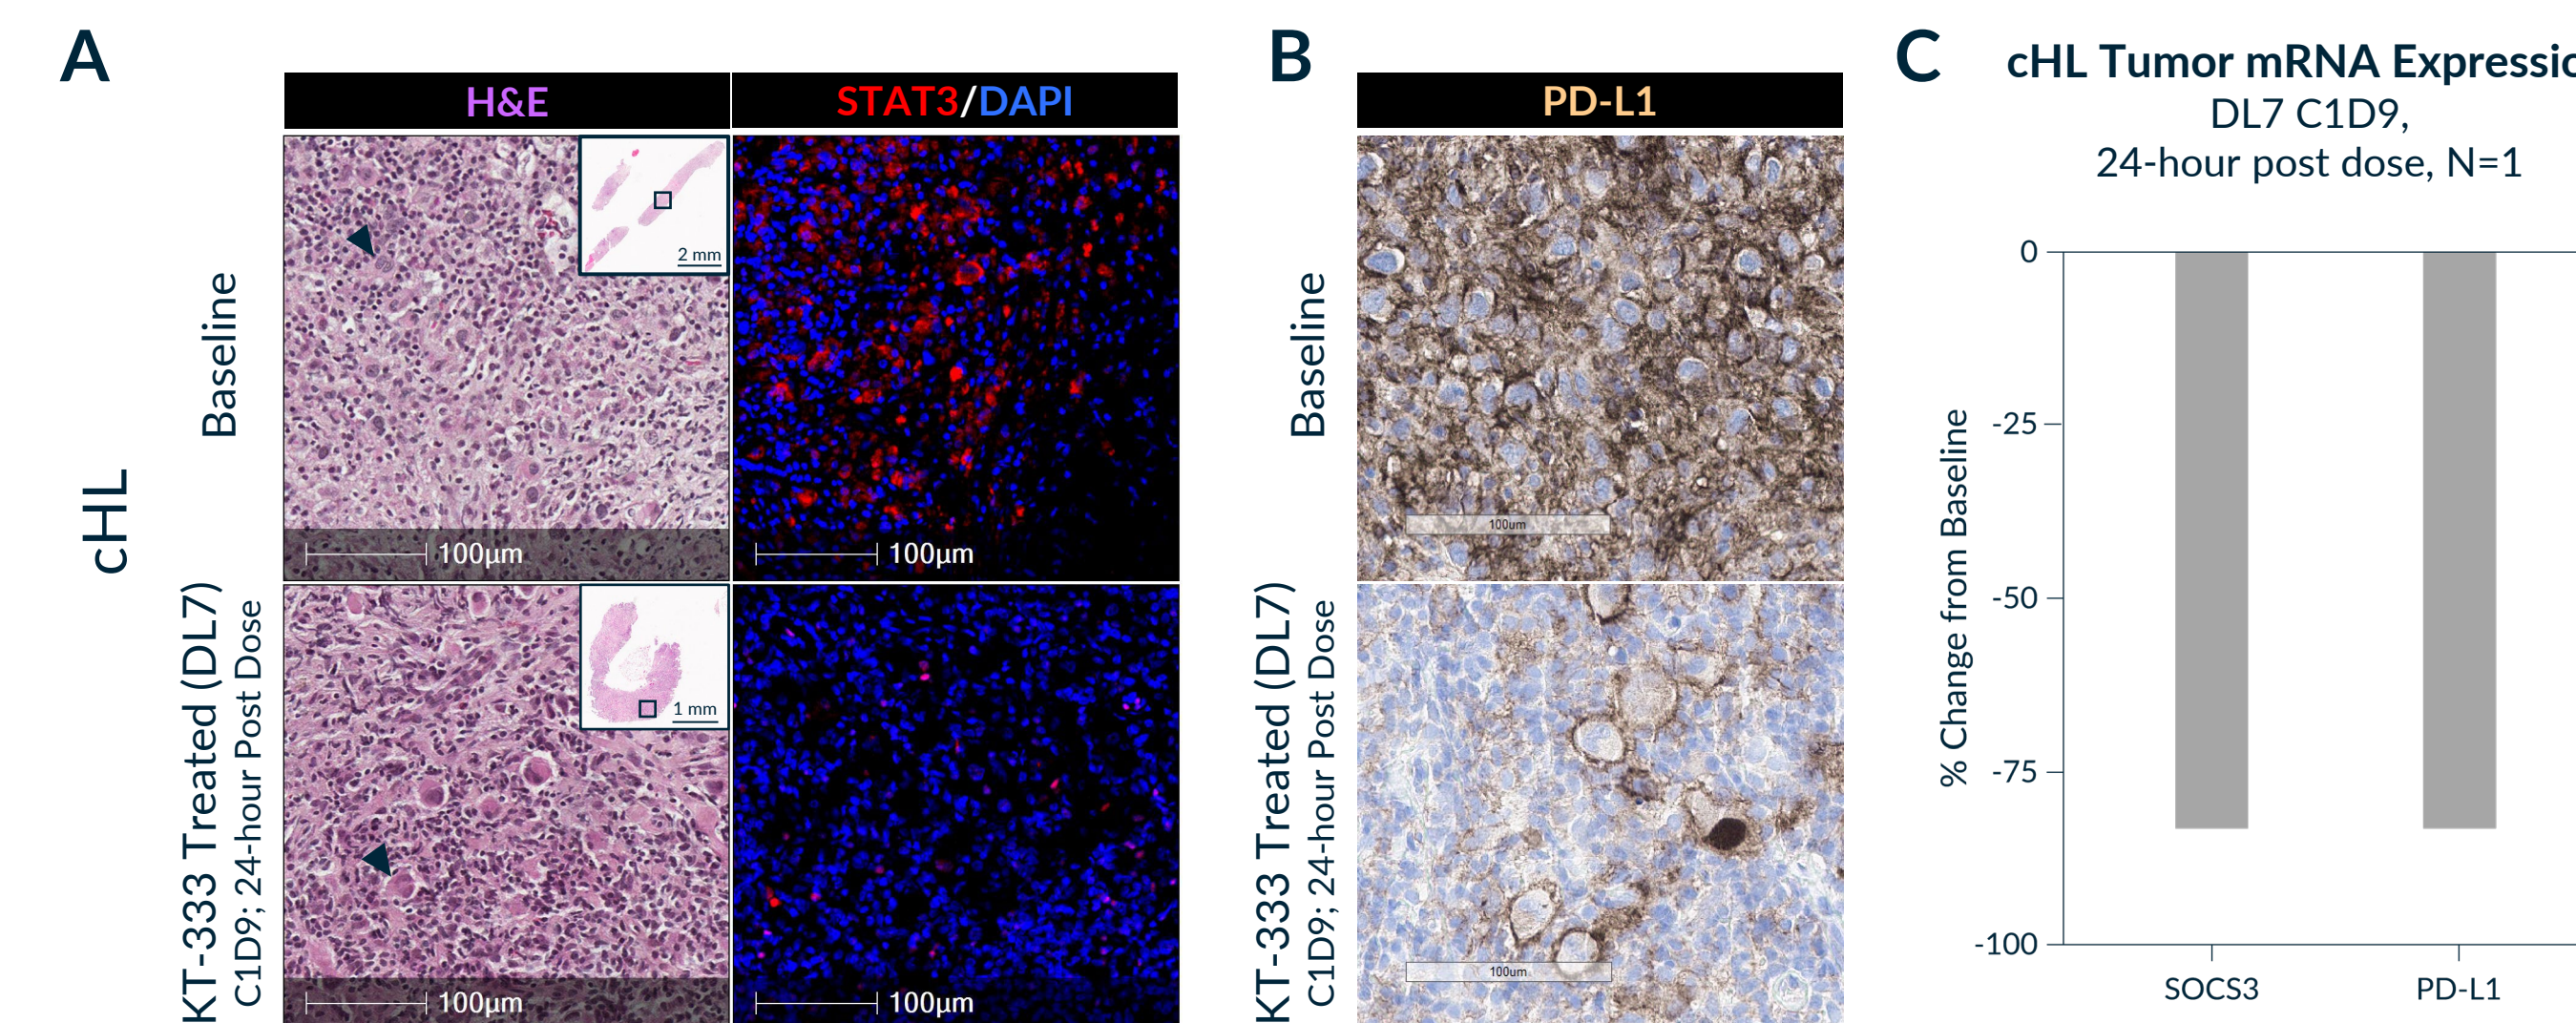 A
H&E
STAT3/DAPI
cHL
Baseline
2 mm
100µm
100µm
KT-333 Treated (DL7)
C1D9; 24-hour Post Dose
1 mm
100µm
100µm
B
PD-L1
Baseline
100um
KT-333 Treated (DL7)
C1D9; 24-hour Post Dose
100um
C
cHL Tumor mRNA Expressio
DL7 C1D9,
24-hour post dose, N=1
% Change from Baseline
0
-25
-50
-75
-100
SOCS3
PD-L1